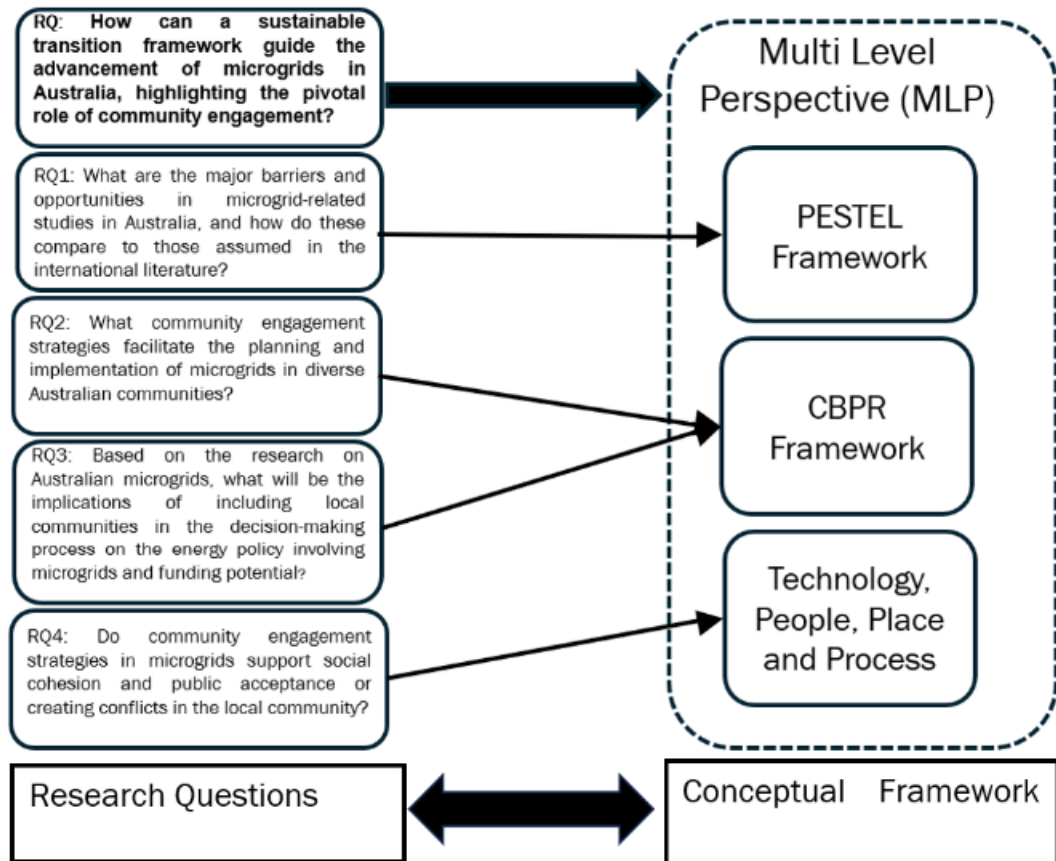 RQ: How can a sustainable
transition framework guide the
advancement of microgrids in
Australia, highlighting the pivotal
role of community engagement?
RQ1: What are the major barriers and
opportunities in microgrid-related
studies in Australia, and how do these
compare to those assumed in the
international literature?
RQ2: What community engagement
strategies facilitate the planning and
implementation of microgrids in diverse
Australian communities?
RQ3: Based on the research on
Australian microgrids, what will be the
implications of including local
communities in the decision-making
process on the energy policy involving
microgrids and funding potential?
RQ4: Do community engagement
strategies in microgrids support social
cohesion and public acceptance or
creating conflicts in the local community?
Research Questions
Multi Level
Perspective (MLP)
PESTEL
Framework
CBPR
Framework
Technology,
People, Place
and Process
Conceptual Framework